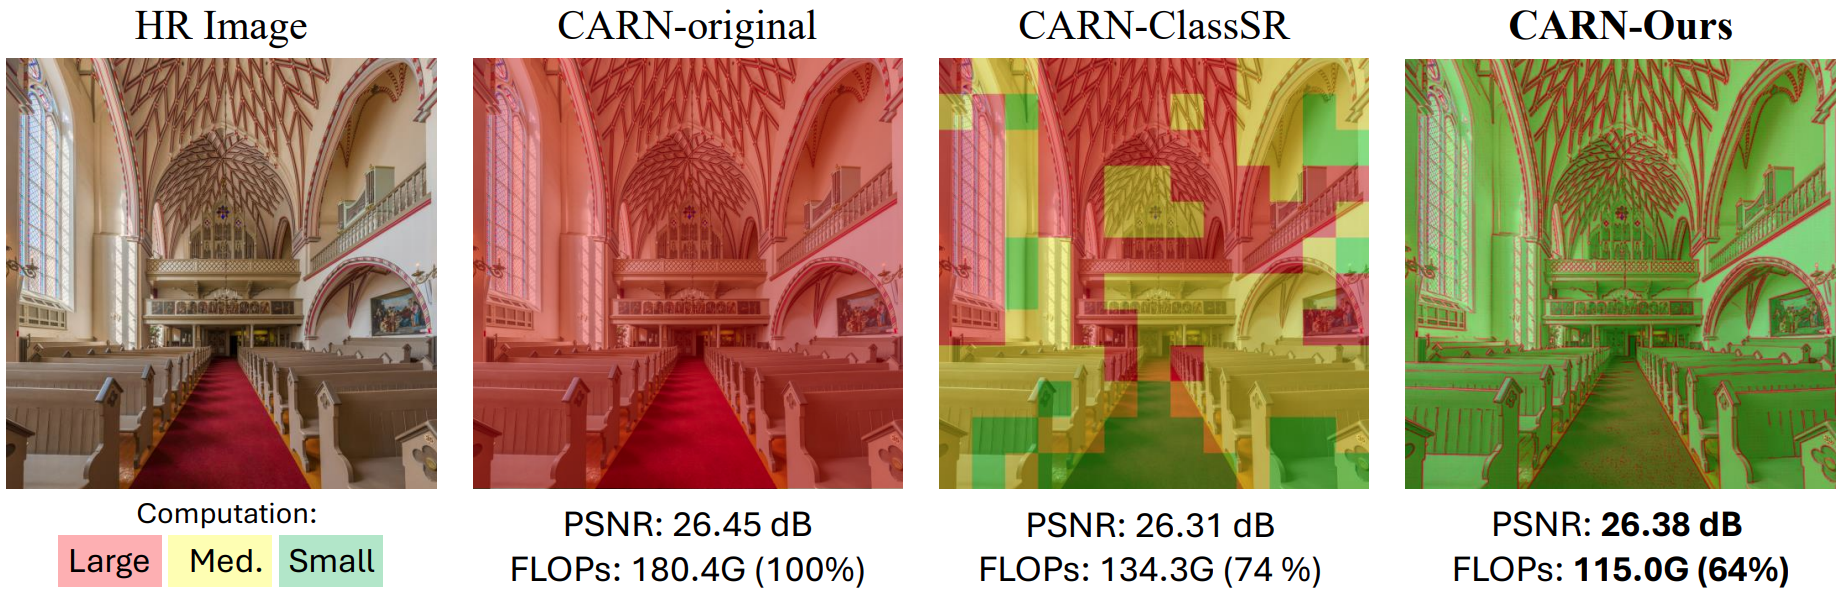 HR Image
CARN-original
CARN-ClassSR
CARN-Ours
Computation:
Large
Med.
Small
PSNR: 26.45 dB
FLOPs: 180.4G (100%)
PSNR: 26.31 dB
FLOPs: 134.3G (74 %)
PSNR: 26.38 dB
FLOPs: 115.0G (64%)